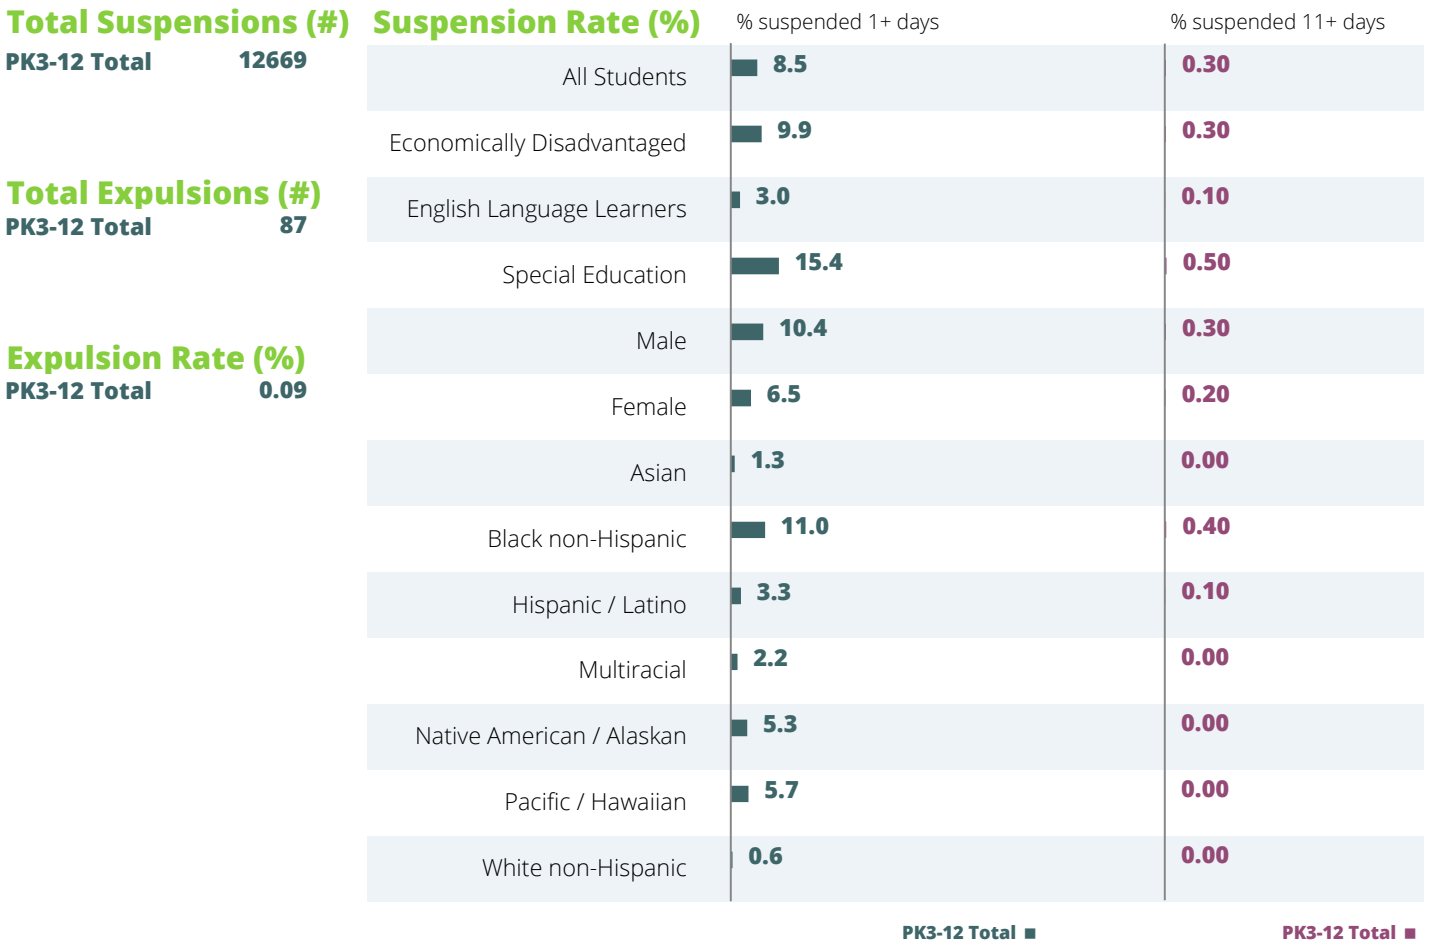 Total Suspensions (#)
PK3-12 Total 12669
Total Expulsions (#)
PK3-12 Total 87
Expulsion Rate (%)
PK3-12 Total 0.09
Suspension Rate (%) % suspended 1+ days % suspended 11+ days
All Students 8.5 0.30
Economically Disadvantaged 9.9 0.30
English Language Learners 3.0 0.10
Special Education 15.4 0.50
Male 10.4 0.30
Female 6.5 0.20
Asian 1.3 0.00
Black non-Hispanic 11.0 0.40
Hispanic / Latino 3.3 0.10
Multiracial 2.2 0.00
Native American / Alaskan 5.3 0.00
Pacific / Hawaiian 5.7 0.00
White non-Hispanic 0.6 0.00
PK3-12 Total PK3-12 Total